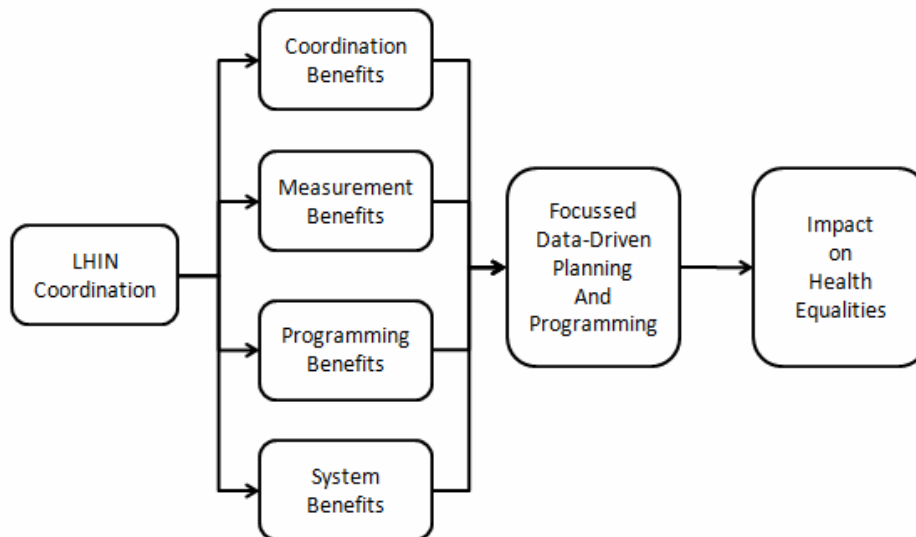 LHIN
Coordination
Coordination
Benefits
Measurement
Benefits
Programming
Benefits
System
Benefits
Focussed
Data-Driven
Planning
And
Programming
Impact
on
Health
Equalities